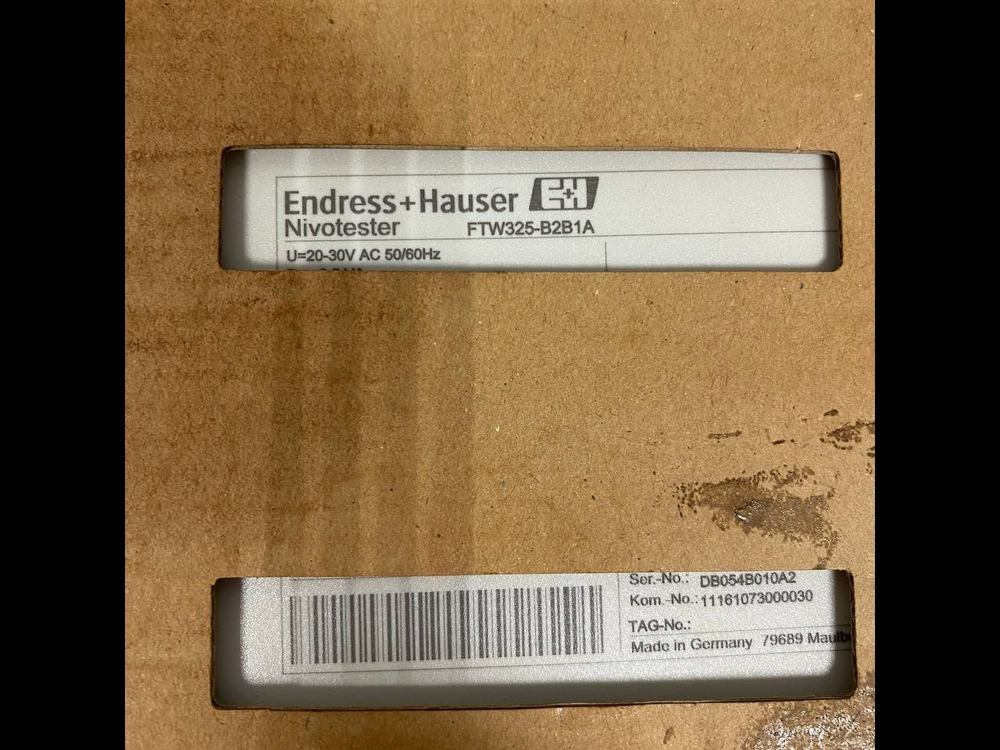 Endress+Hauser EH
Nivotester FTW325-B2B1A
U=20-30V AC 50/60Hz
Ser.-No.: DB054B010A2
Kom.-No.: 11161073000030
TAG-No.:
Made in Germany 79689